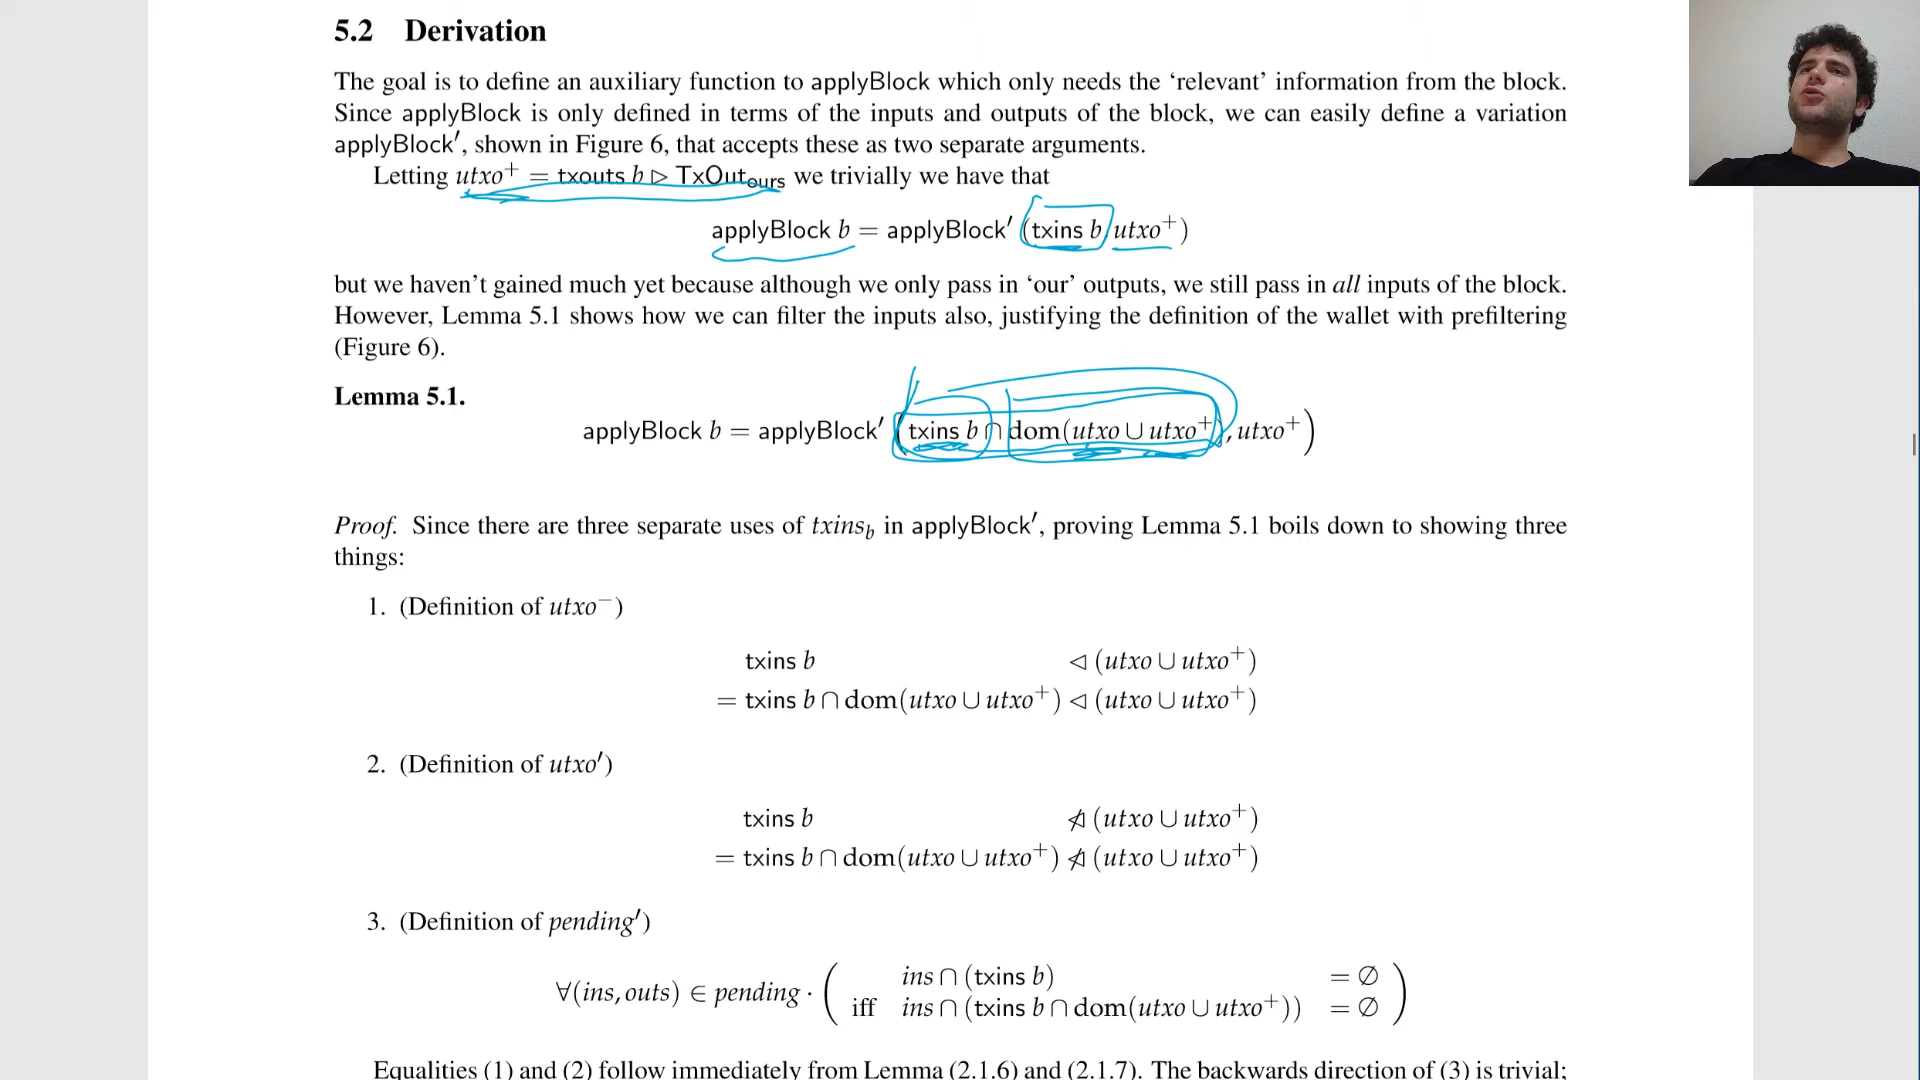 5.2 Derivation
The goal is to define an auxiliary function to applyBlock which only needs the ‘relevant’ information from the block.
Since applyBlock is only defined in terms of the inputs and outputs of the block, we can easily define a variation
applyBlock′, shown in Figure 6, that accepts these as two separate arguments.
Letting utxo⁺ = txouts b ▷ TxOut_ours we trivially we have that
applyBlock b = applyBlock′ (txins b, utxo⁺)
but we haven’t gained much yet because although we only pass in ‘our’ outputs, we still pass in all inputs of the block.
However, Lemma 5.1 shows how we can filter the inputs also, justifying the definition of the wallet with prefiltering
(Figure 6).
Lemma 5.1.
applyBlock b = applyBlock′ (txins b ∩ dom(utxo ∪ utxo⁺), utxo⁺)
Proof. Since there are three separate uses of txins_b in applyBlock′, proving Lemma 5.1 boils down to showing three
things:
1. (Definition of utxo⁻)
txins b ◁ (utxo ∪ utxo⁺)
= txins b ∩ dom(utxo ∪ utxo⁺) ◁ (utxo ∪ utxo⁺)
2. (Definition of utxo′)
txins b ⋪ (utxo ∪ utxo⁺)
= txins b ∩ dom(utxo ∪ utxo⁺) ⋪ (utxo ∪ utxo⁺)
3. (Definition of pending′)
∀(ins, outs) ∈ pending · ( ins ∩ (txins b) = ∅
iff ins ∩ (txins b ∩ dom(utxo ∪ utxo⁺)) = ∅ )
Equalities (1) and (2) follow immediately from Lemma (2.1.6) and (2.1.7). The backwards direction of (3) is trivial;